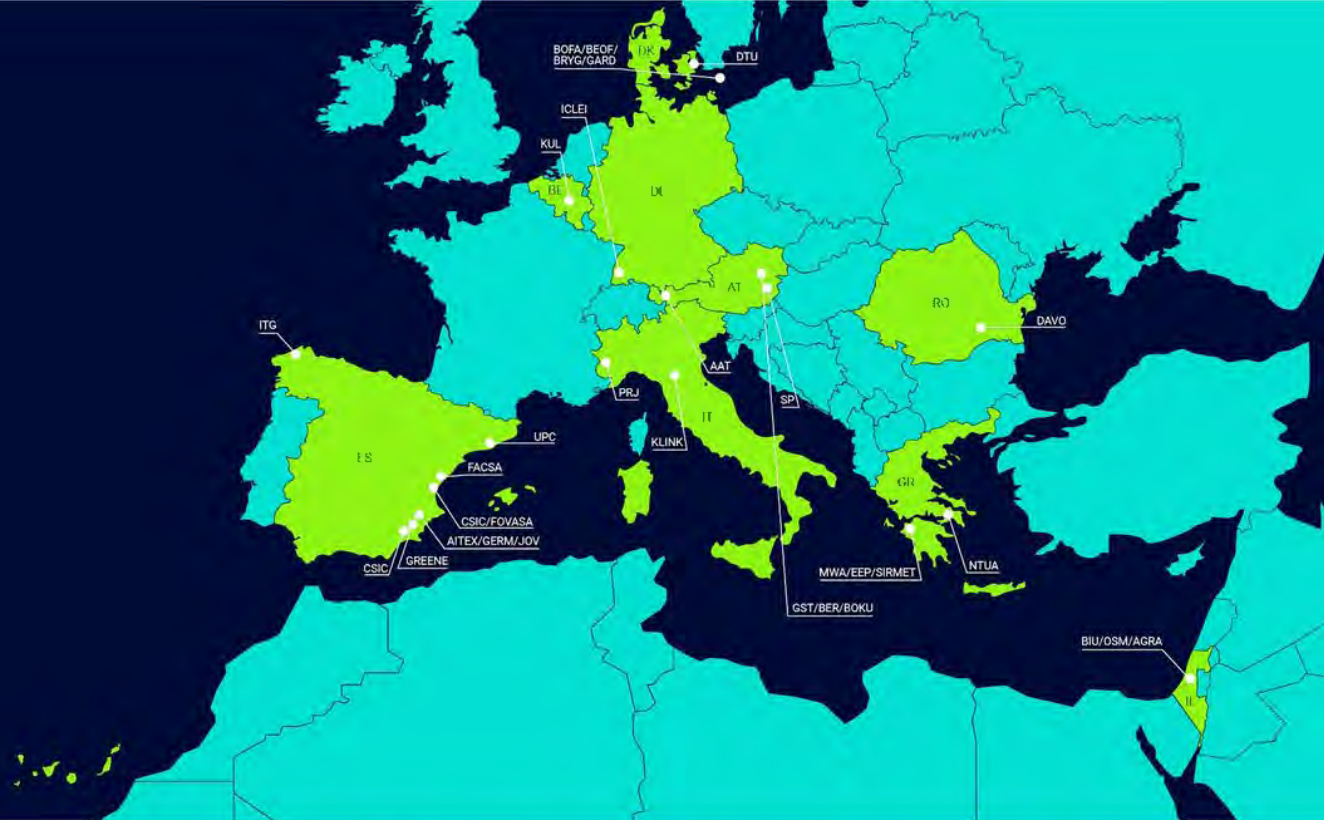 BOFA/BEOF/
BRYG/GARD
DK
DTU
ICLEI
KUL
BE
DL
AT
RO
DAVO
ITG
AAT
PRJ
SP
IT
KLINK
UPC
ES
FACSA
GR
CSIC/FOVASA
AITEX/GERM/JOV
GREENE
CSIC
MWA/EEP/SIRMET
NTUA
GST/BER/BOKU
BIU/OSM/AGRA
IL